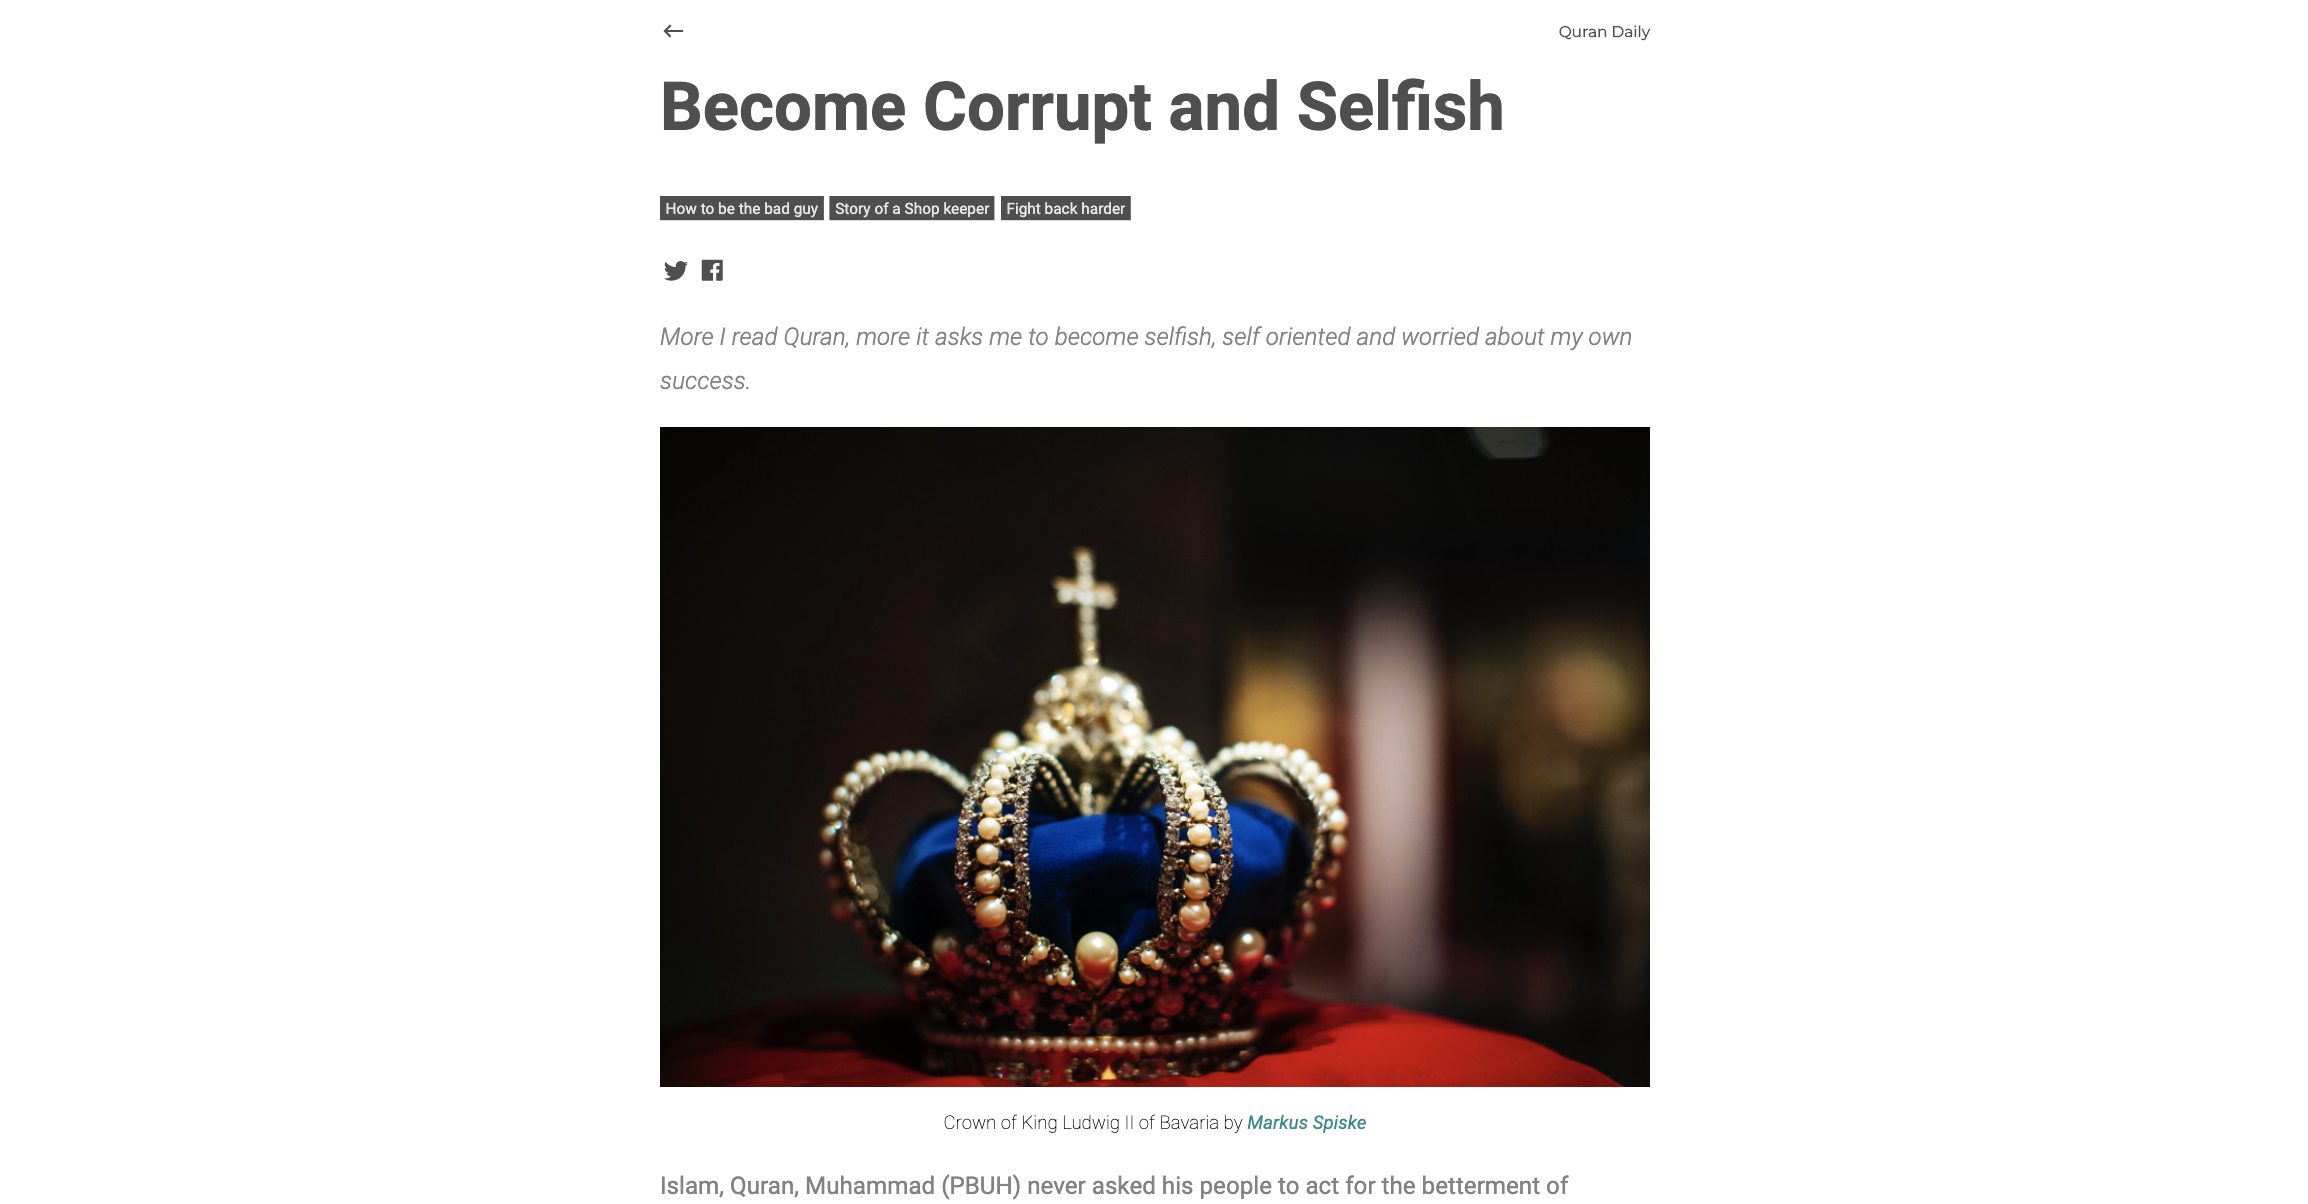 Quran Daily
Become Corrupt and Selfish
How to be the bad guy Story of a Shop keeper Fight back harder
More I read Quran, more it asks me to become selfish, self oriented and worried about my own
success.
Crown of King Ludwig II of Bavaria by Markus Spiske
Islam, Quran, Muhammad (PBUH) never asked his people to act for the betterment of